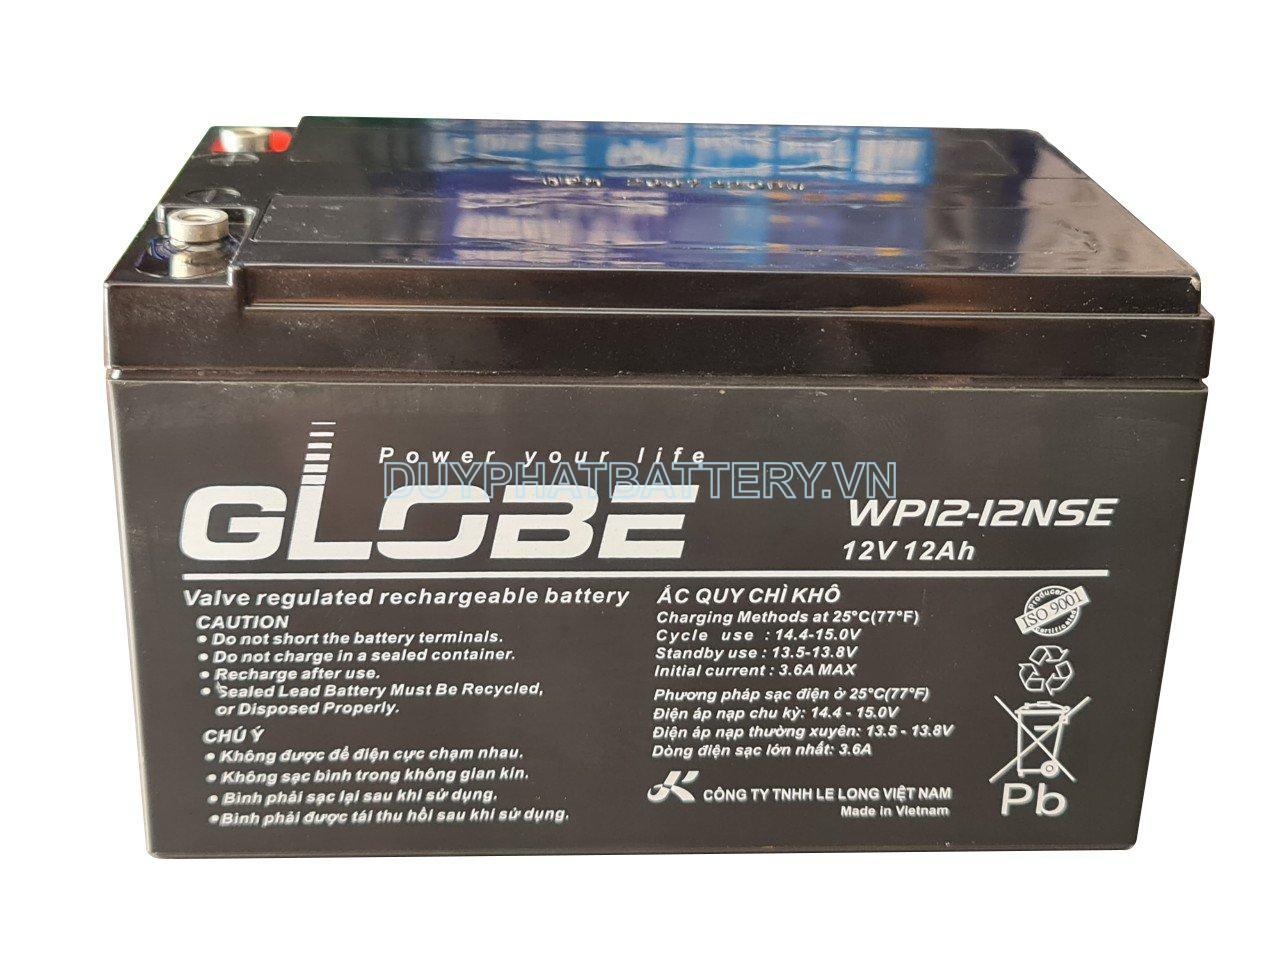 Power your life
DUYPHATBATTERY.VN
GLOBE
WP12-12NSE
12V 12Ah
Valve regulated rechargeable battery
CAUTION
• Do not short the battery terminals.
• Do not charge in a sealed container.
• Recharge after use.
• Sealed Lead Battery Must Be Recycled,
or Disposed Properly.
CHÚ Ý
• Không được để điện cực chạm nhau.
• Không sạc bình trong không gian kín.
• Bình phải sạc lại sau khi sử dụng.
• Bình phải được tái thu hồi sau khi sử dụng.
ẮC QUY CHÌ KHÔ
Charging Methods at 25°C(77°F)
Cycle use : 14.4-15.0V
Standby use : 13.5-13.8V
Initial current : 3.6A MAX
Phương pháp sạc điện ở 25°C(77°F)
Điện áp nạp chu kỳ: 14.4 - 15.0V
Điện áp nạp thường xuyên: 13.5 - 13.8V
Dòng điện sạc lớn nhất: 3.6A
CÔNG TY TNHH LE LONG VIỆT NAM
Made in Vietnam
Producer
ISO 9001
Certificated
Pb